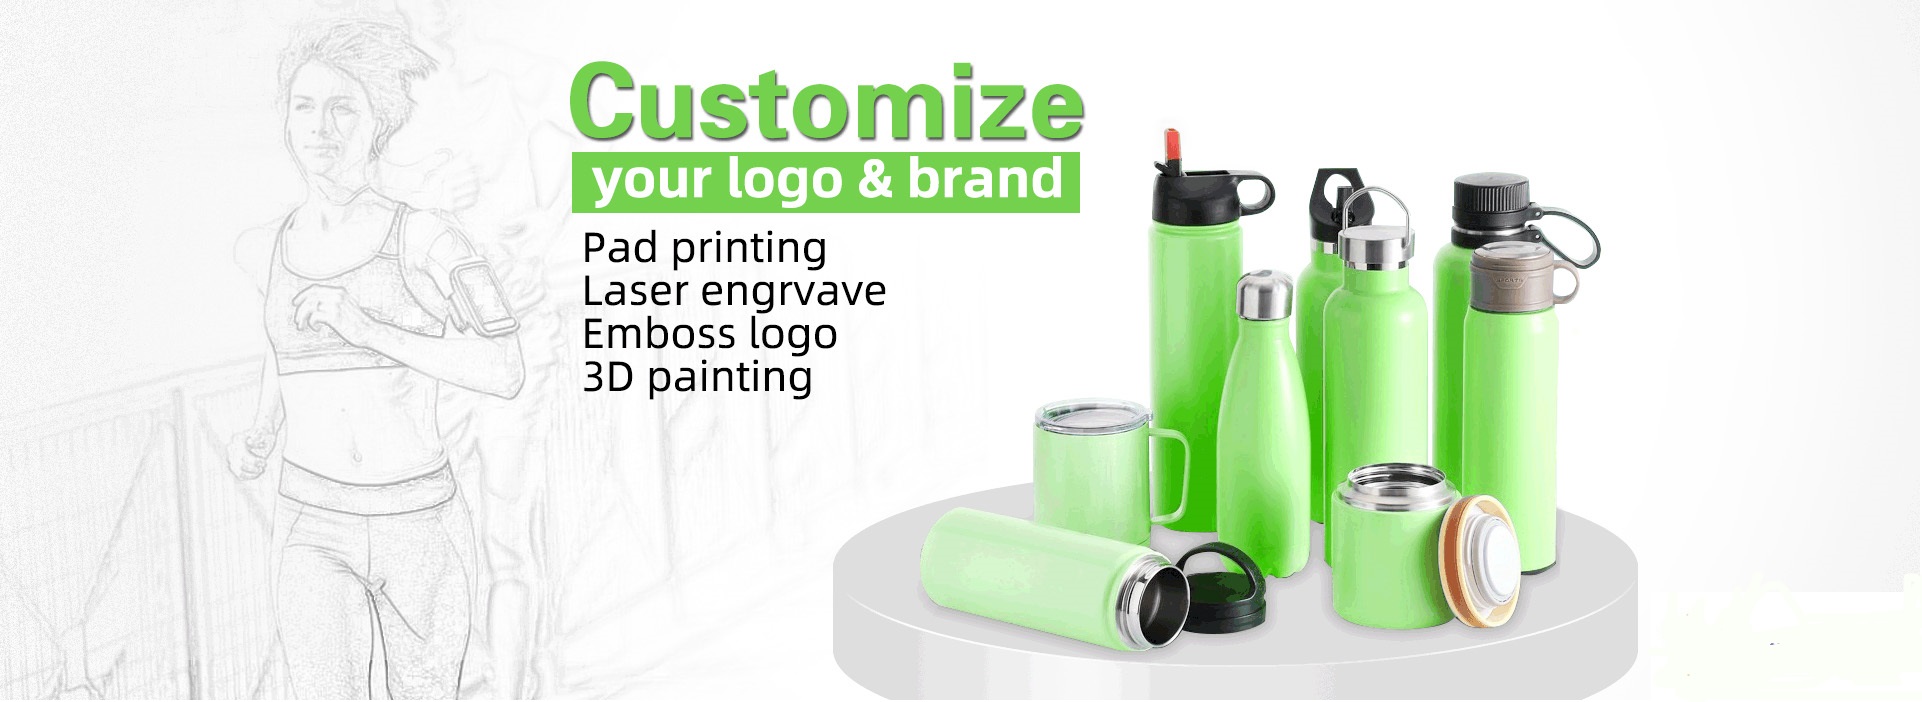 Customize
your logo & brand
Pad printing
Laser engrvave
Emboss logo
3D painting